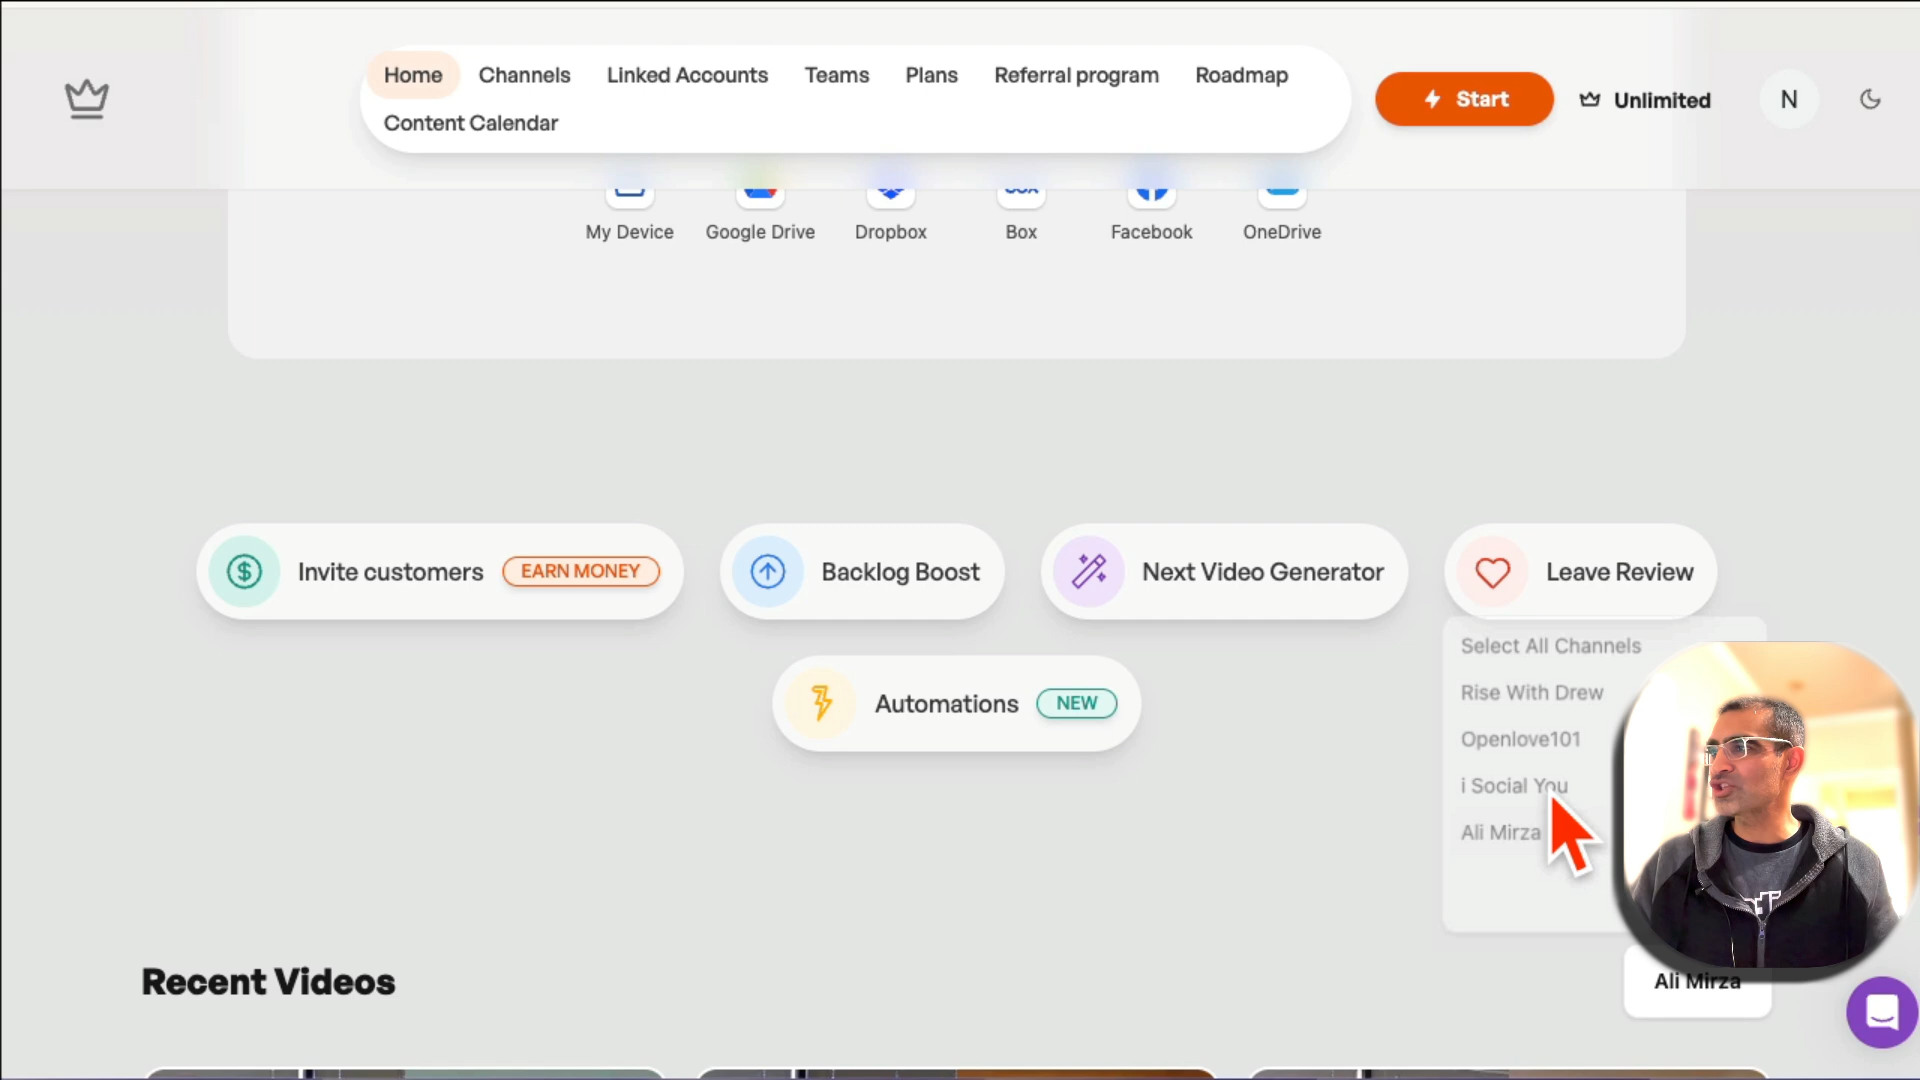 Home Channels Linked Accounts Teams Plans Referral program Roadmap
Content Calendar
Start
Unlimited
N
My Device Google Drive Dropbox Box Facebook OneDrive
Invite customers EARN MONEY
Backlog Boost
Next Video Generator
Leave Review
Automations NEW
Select All Channels
Rise With Drew
Openlove101
i Social You
Ali Mirza
Recent Videos
Ali Mirza